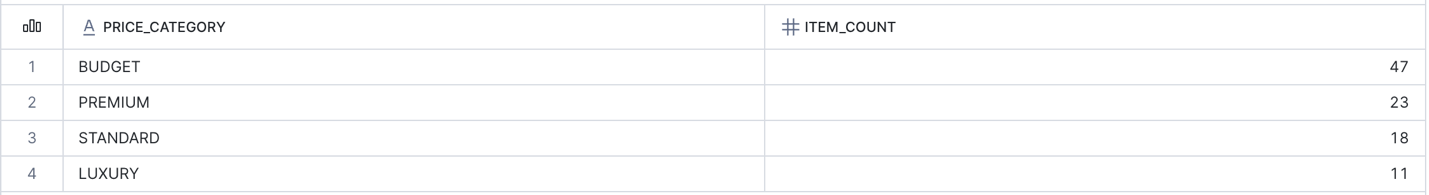 A PRICE_CATEGORY # ITEM_COUNT
1 BUDGET 47
2 PREMIUM 23
3 STANDARD 18
4 LUXURY 11